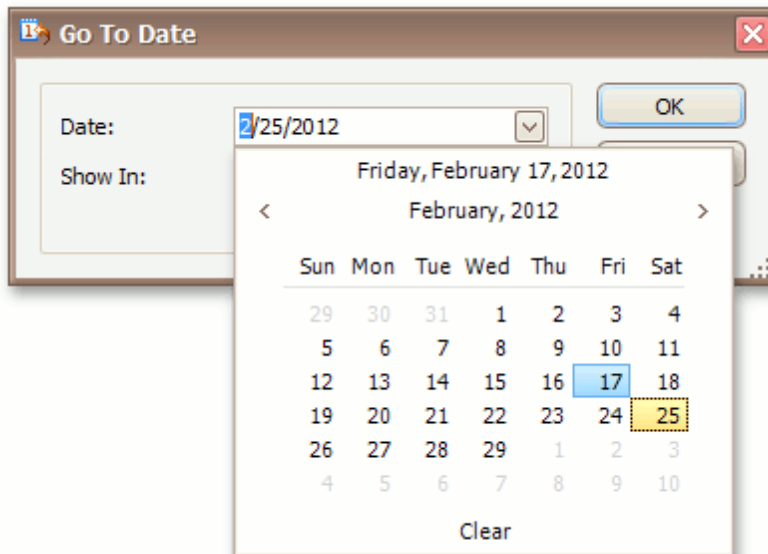 Go To Date
Date:
2/25/2012
OK
Show In:
Friday, February 17, 2012
< February, 2012 >
Sun Mon Tue Wed Thu Fri Sat
29 30 31 1 2 3 4
5 6 7 8 9 10 11
12 13 14 15 16 17 18
19 20 21 22 23 24 25
26 27 28 29 1 2 3
4 5 6 7 8 9 10
Clear